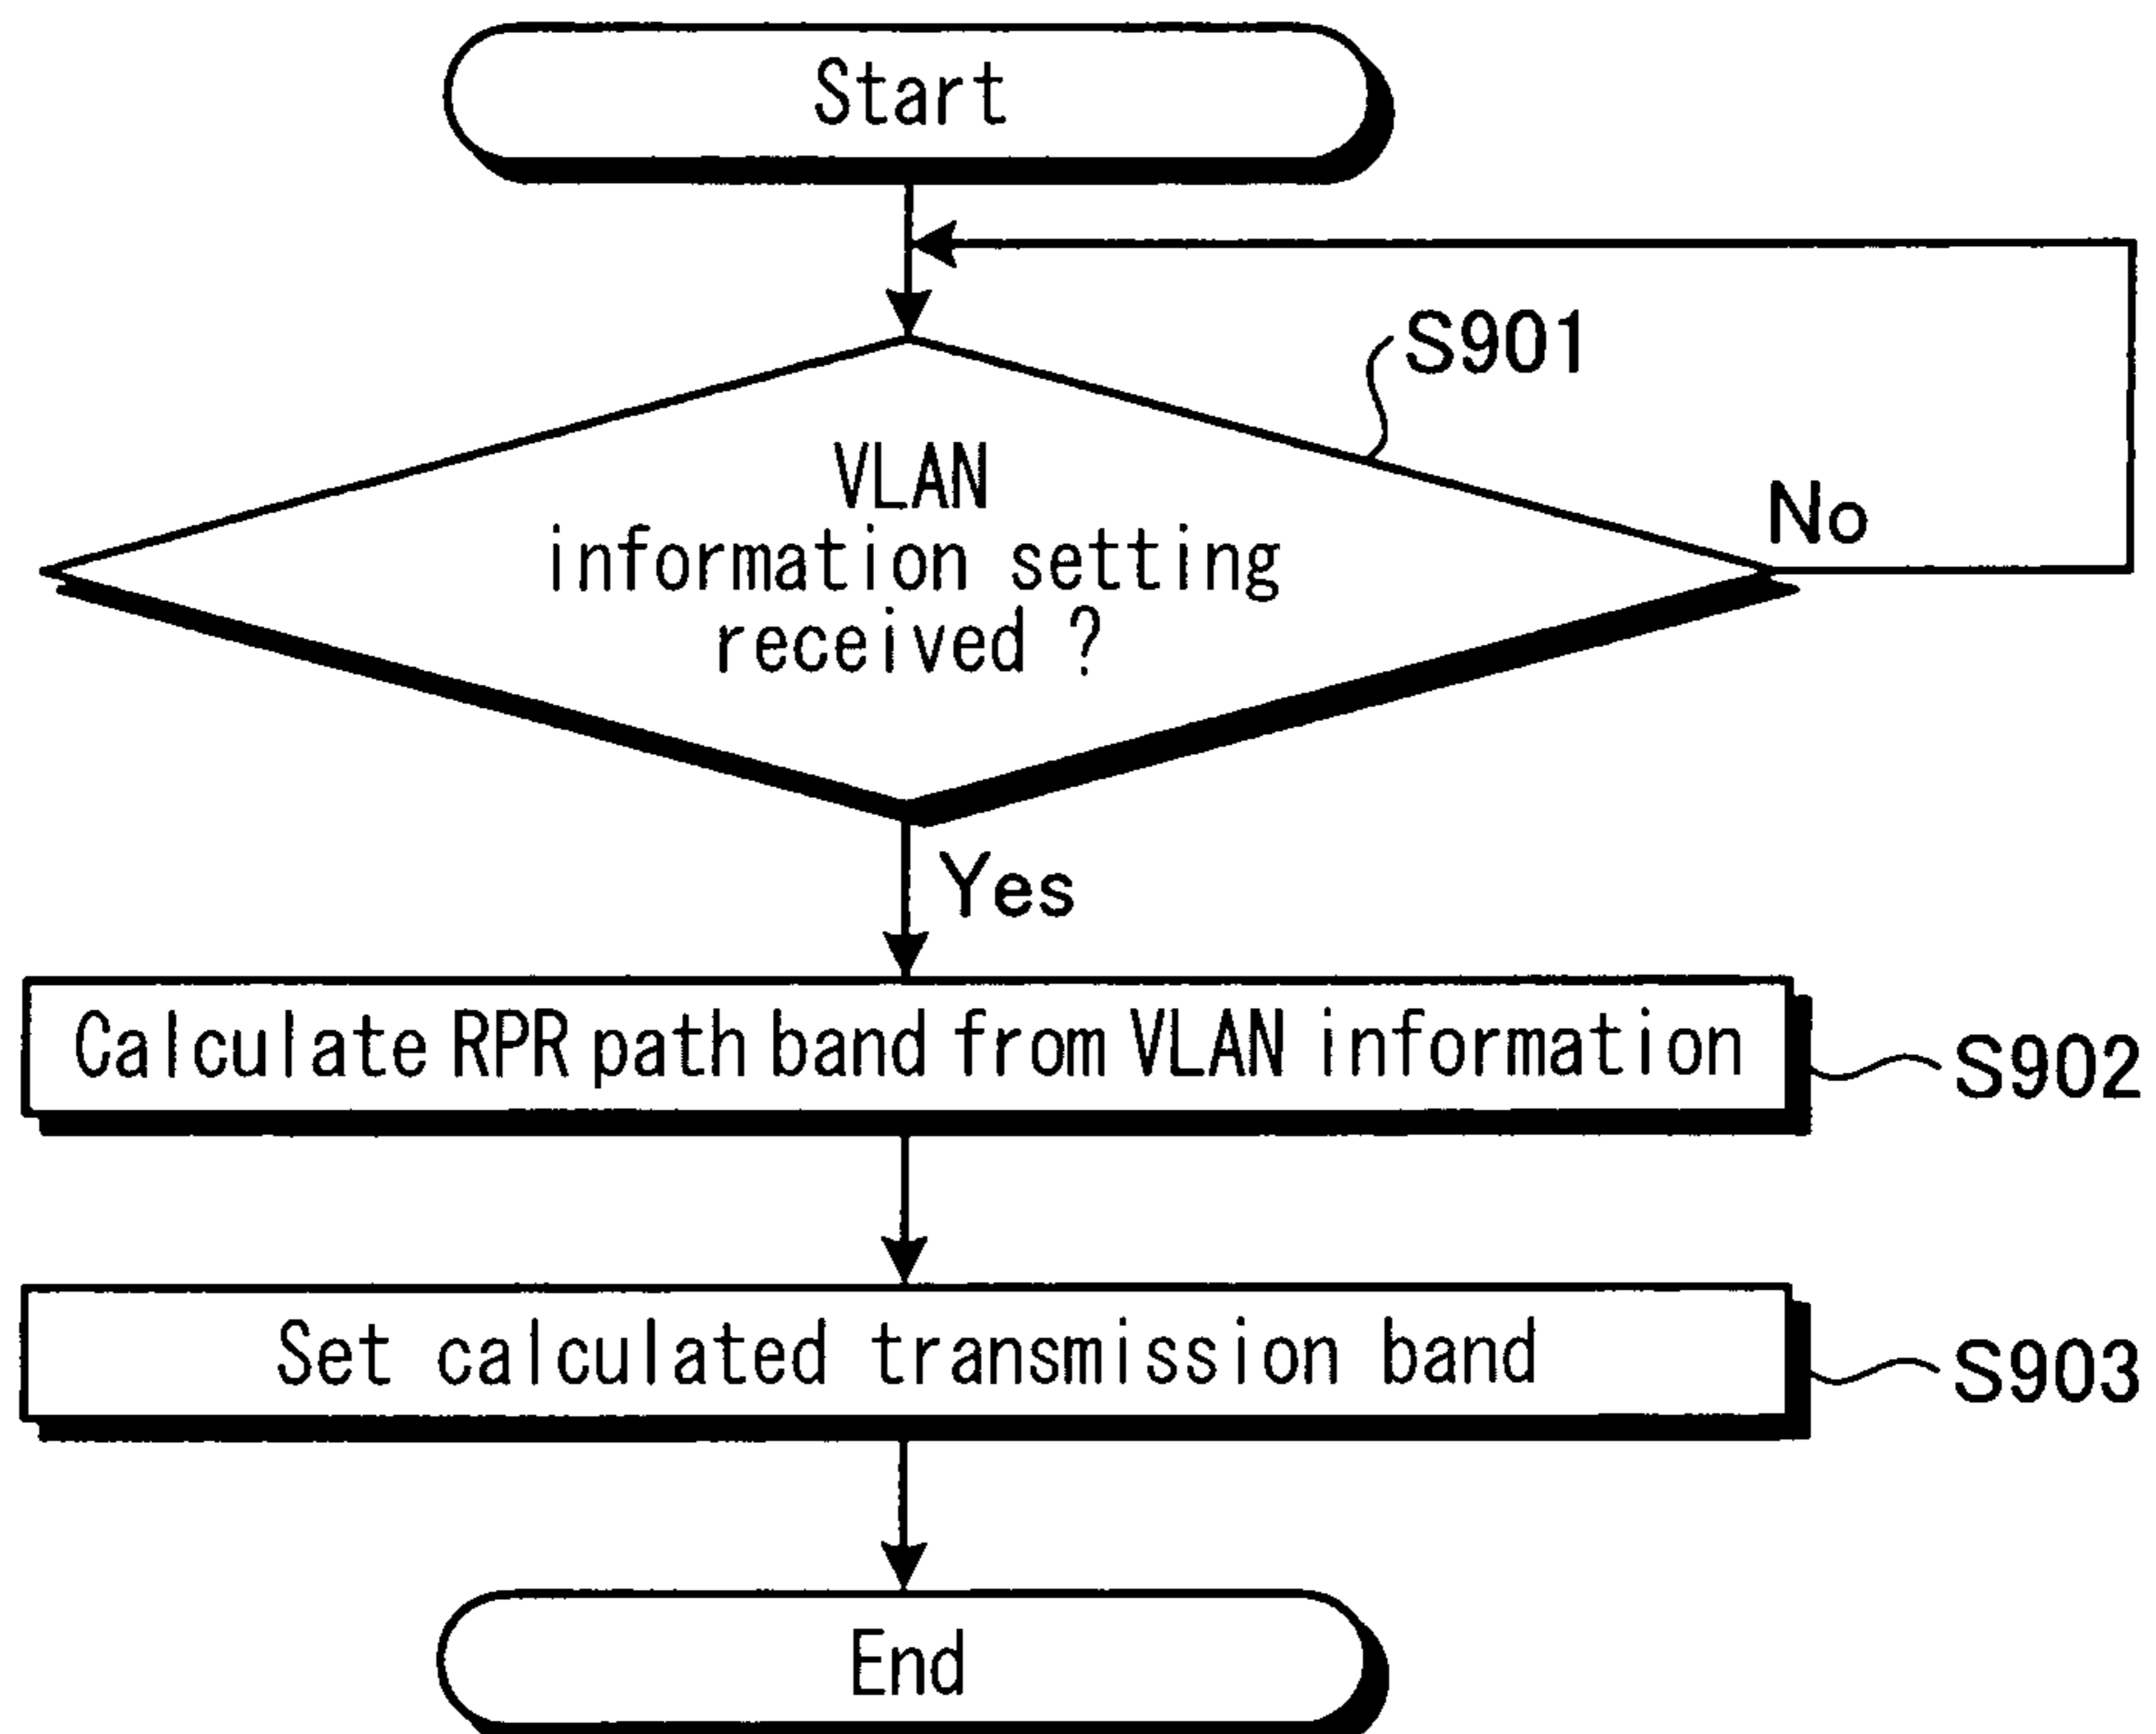 Start
S901
VLAN
information setting
received ?
No
Yes
Calculate RPR path band from VLAN information
S902
Set calculated transmission band
S903
End